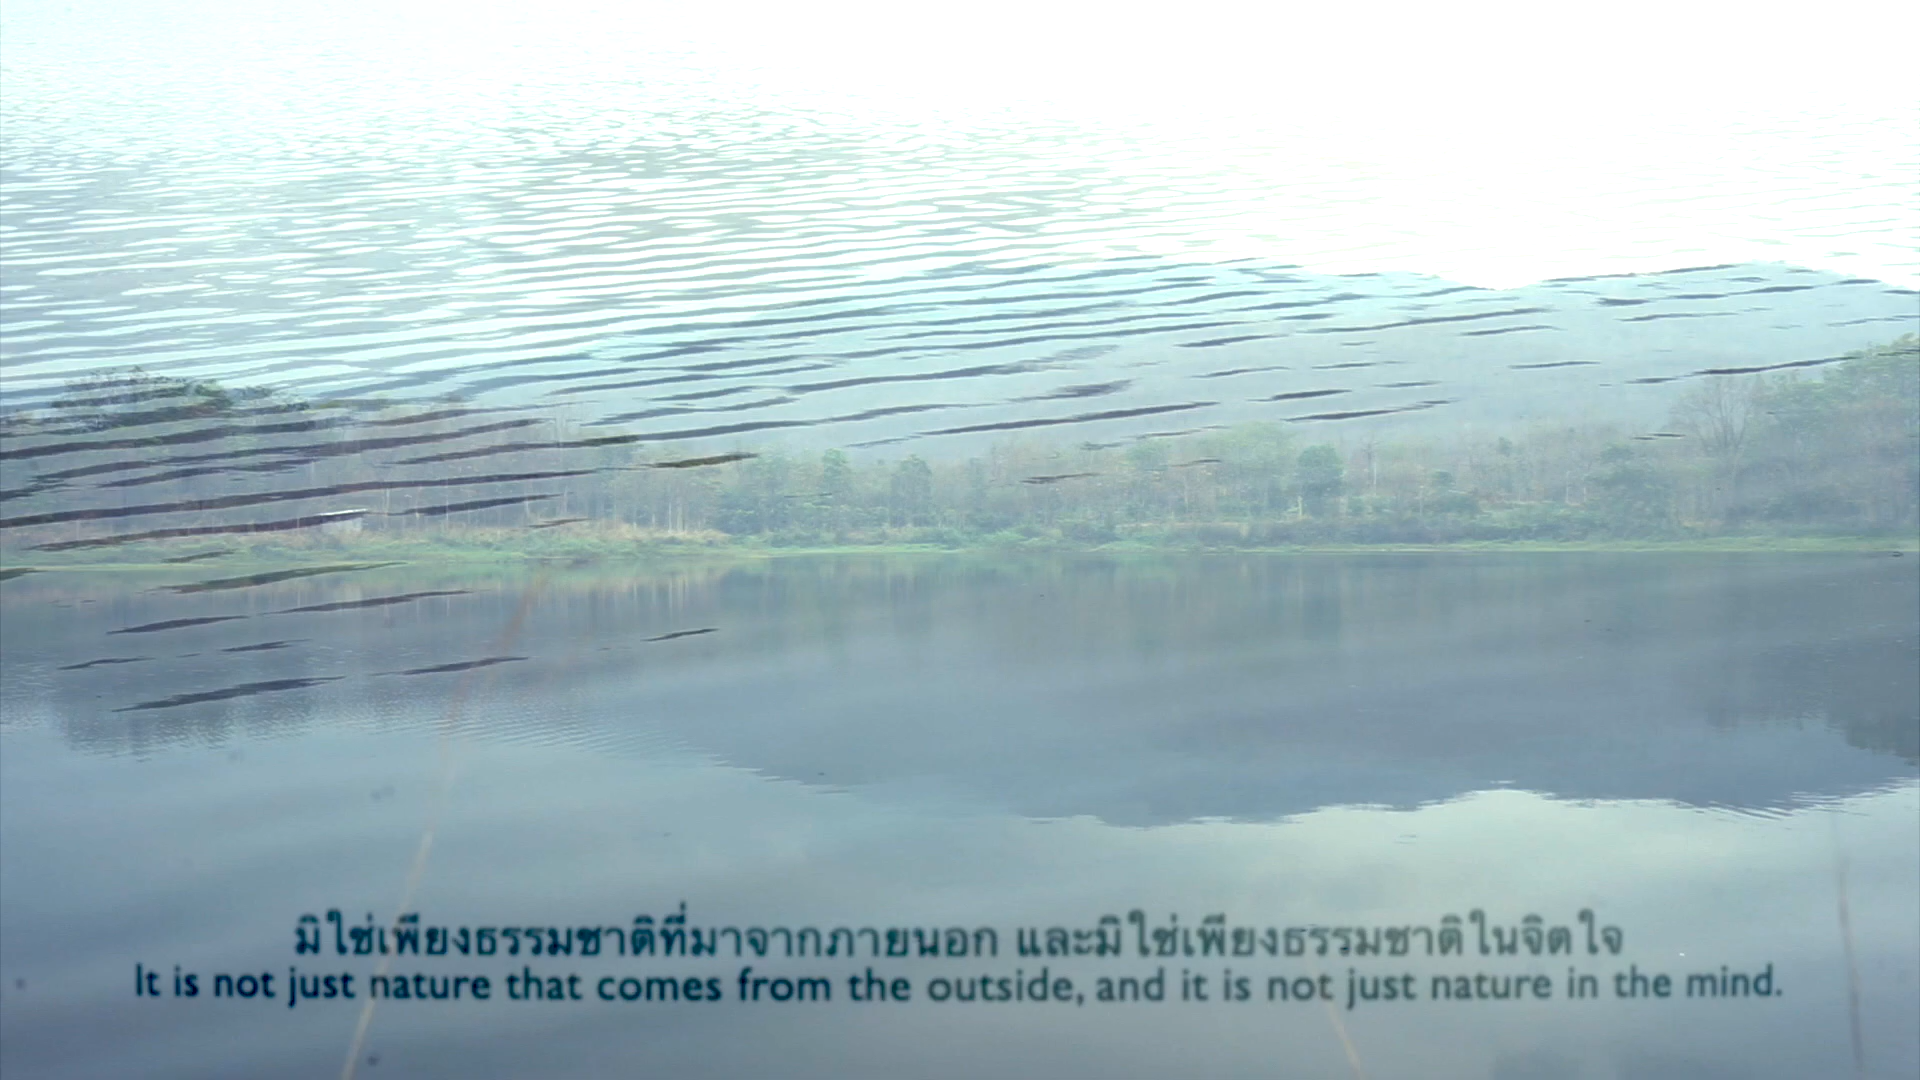 มิใช่เพียงธรรมชาติที่มาจากภายนอก และมิใช่เพียงธรรมชาติในจิตใจ
It is not just nature that comes from the outside, and it is not just nature in the mind.